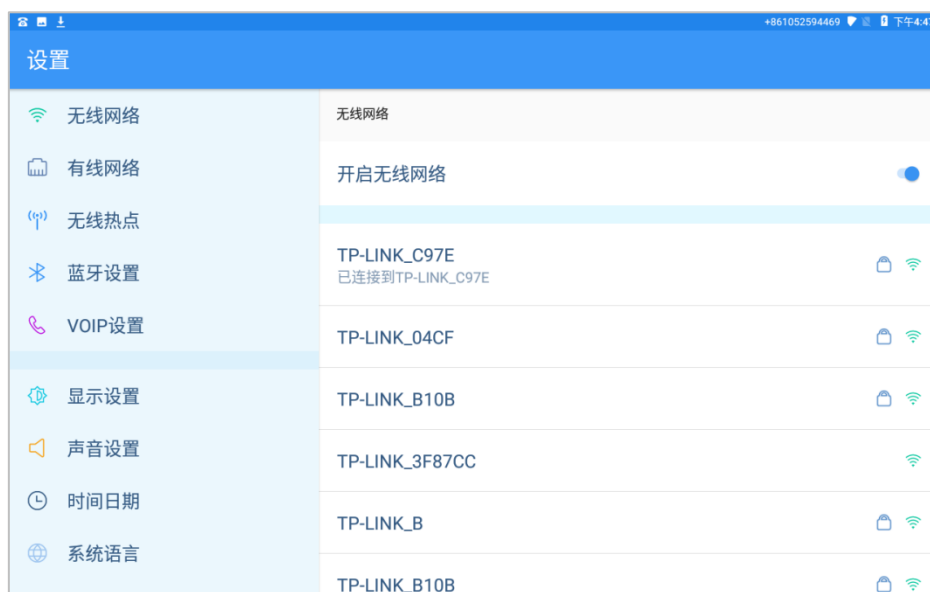 +861052594469 下午4:47
设置
无线网络
有线网络
无线热点
蓝牙设置
VOIP设置
显示设置
声音设置
时间日期
系统语言
无线网络
开启无线网络
TP-LINK_C97E
已连接到TP-LINK_C97E
TP-LINK_04CF
TP-LINK_B10B
TP-LINK_3F87CC
TP-LINK_B
TP-LINK_B10B